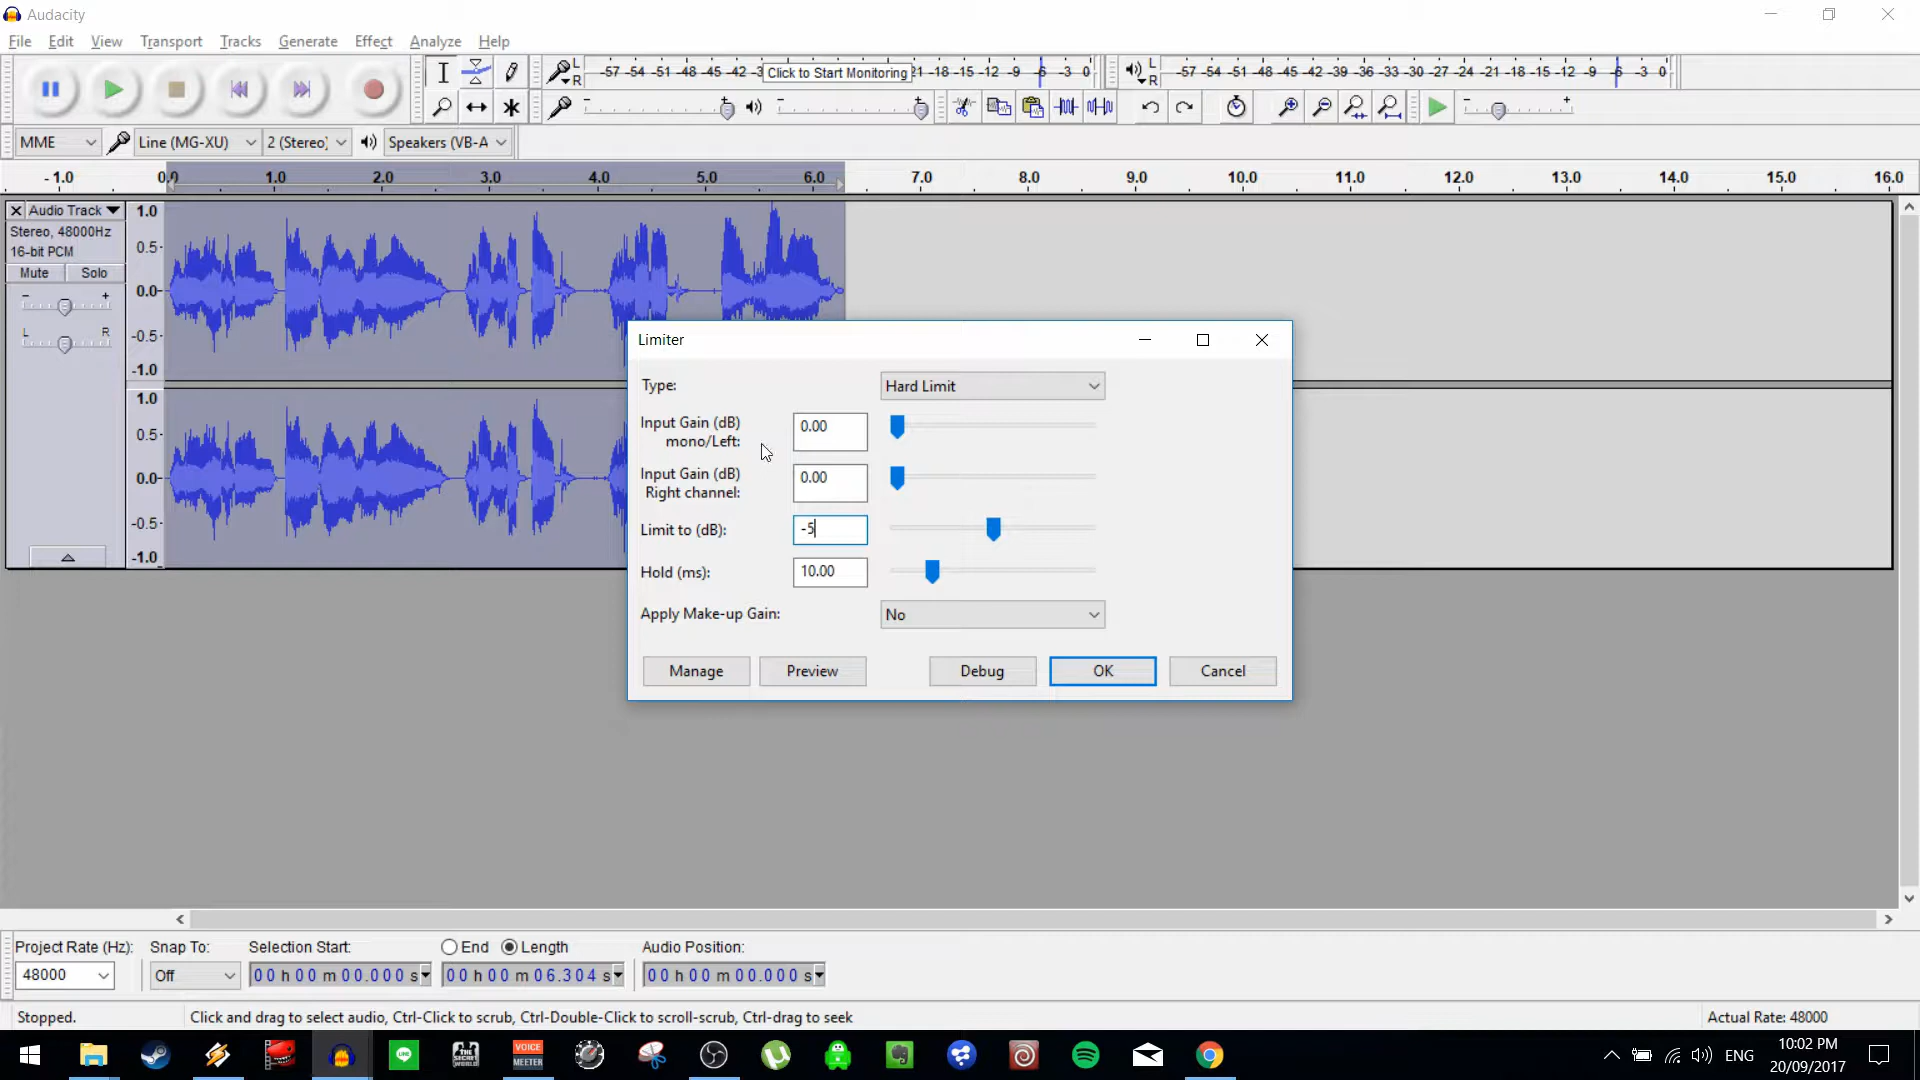 Audacity
File Edit View Transport Tracks Generate Effect Analyze Help
L R -57 -54 -51 -48 -45 -42 -3 Click to Start Monitoring 21 -18 -15 -12 -9 -6 -3 0 L R -57 -54 -51 -48 -45 -42 -39 -36 -33 -30 -27 -24 -21 -18 -15 -12 -9 -6 -3 0
MME Line (MG-XU) 2 (Stereo) Speakers (VB-A
-1.0 0.0 1.0 2.0 3.0 4.0 5.0 6.0 7.0 8.0 9.0 10.0 11.0 12.0 13.0 14.0 15.0 16.0
Audio Track
Stereo, 48000Hz
16-bit PCM
Mute Solo
- +
L R
1.0
0.5
0.0
-0.5
-1.0
1.0
0.5
0.0
-0.5
-1.0
Limiter
Type: Hard Limit
Input Gain (dB)
mono/Left: 0.00
Input Gain (dB)
Right channel: 0.00
Limit to (dB): -5
Hold (ms): 10.00
Apply Make-up Gain: No
Manage Preview Debug OK Cancel
Project Rate (Hz): Snap To: Selection Start: End Length Audio Position:
48000 Off 00 h 00 m 00.000 s 00 h 00 m 06.304 s 00 h 00 m 00.000 s
Stopped. Click and drag to select audio, Ctrl-Click to scrub, Ctrl-Double-Click to scroll-scrub, Ctrl-drag to seek Actual Rate: 48000
LINE
THE SECRET WORLD
VOICE
MEETER
ENG
10:02 PM
20/09/2017